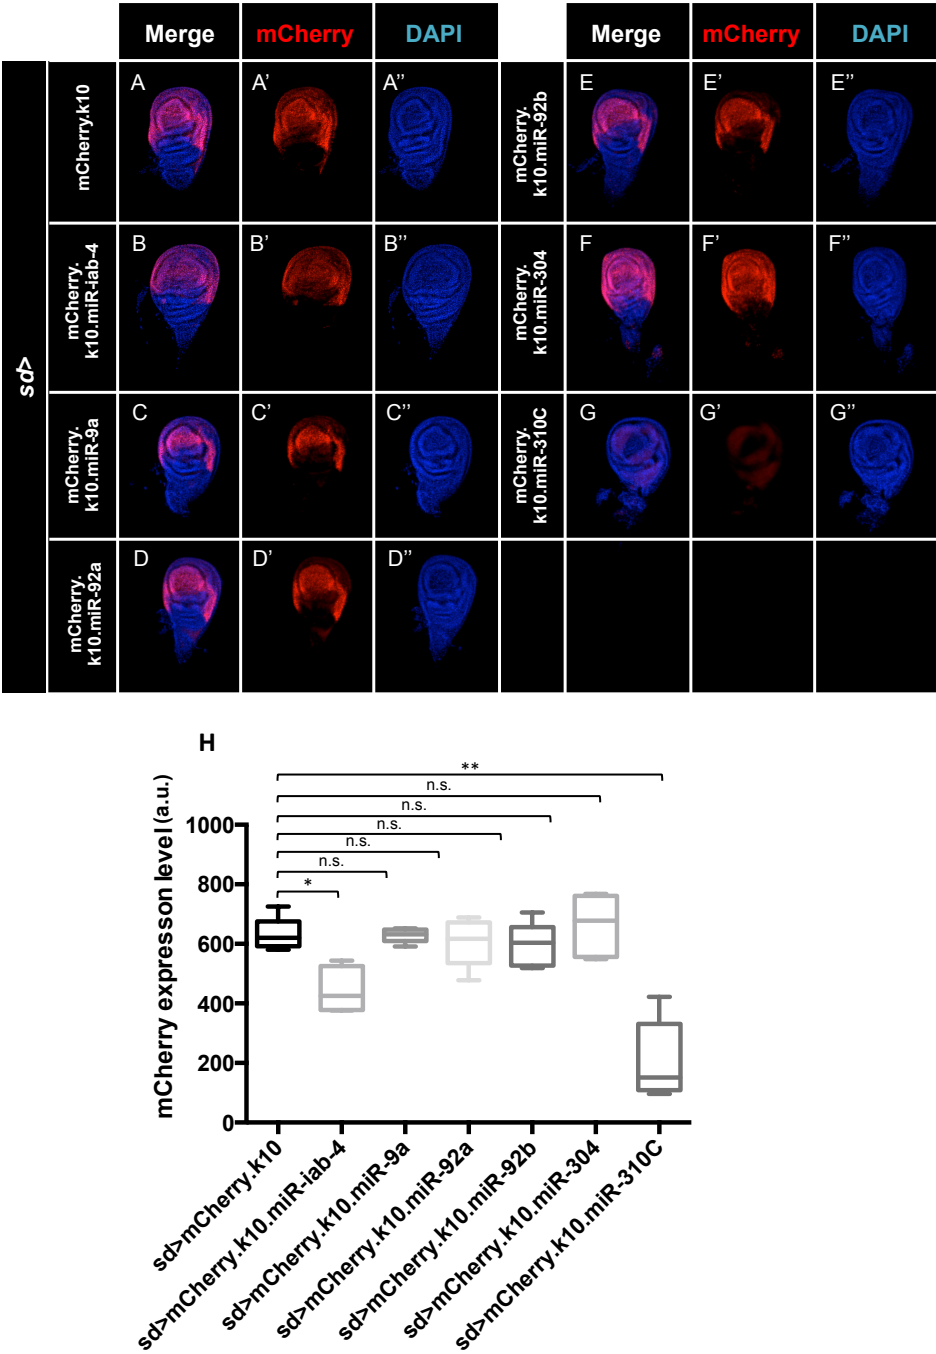 Merge
mCherry
DAPI
Merge
mCherry
DAPI
sd>
mCherry.k10
A
A'
A''
mCherry.
k10.miR-92b
E
E'
E''
mCherry.
k10.miR-iab-4
B
B'
B''
mCherry.
k10.miR-304
F
F'
F''
mCherry.
k10.miR-9a
C
C'
C''
mCherry.
k10.miR-310C
G
G'
G''
mCherry.
k10.miR-92a
D
D'
D''
H
**
n.s.
n.s.
n.s.
n.s.
n.s.
*
mCherry expresson level (a.u.)
1000
800
600
400
200
0
sd>mCherry.k10
sd>mCherry.k10.miR-iab-4
sd>mCherry.k10.miR-9a
sd>mCherry.k10.miR-92a
sd>mCherry.k10.miR-92b
sd>mCherry.k10.miR-304
sd>mCherry.k10.miR-310C